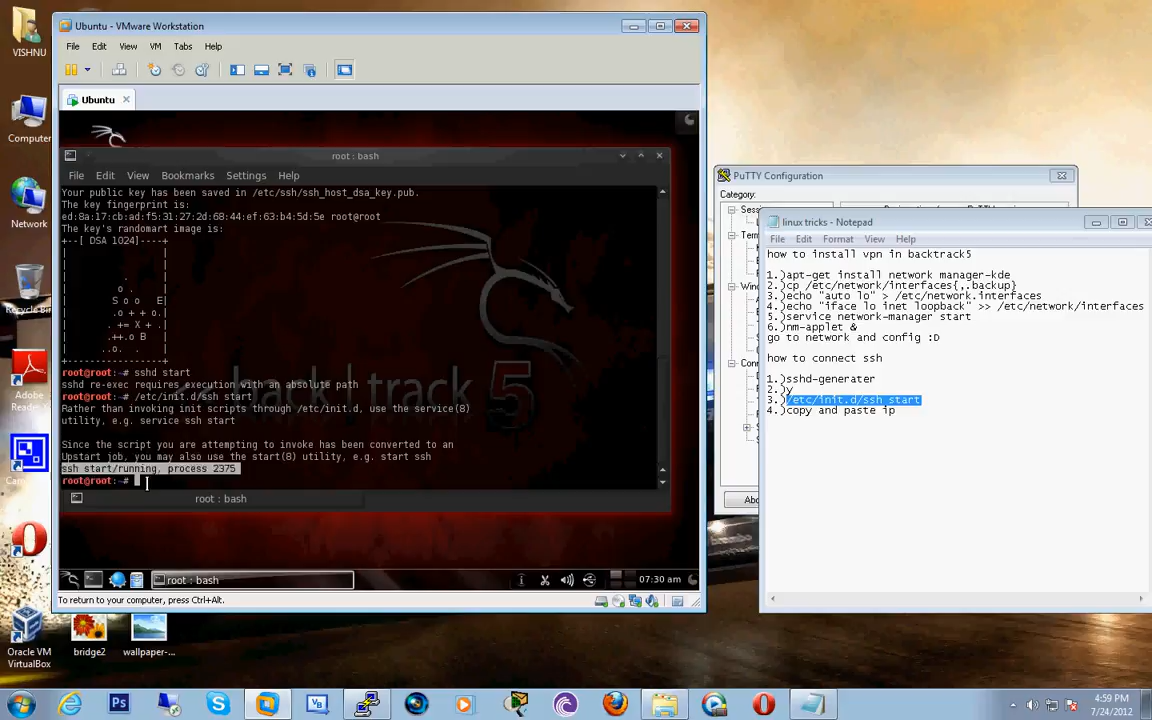 VISHNU
Computer
Network
Recycle Bin
Adobe
Reader X
Oracle VM
VirtualBox
bridge2
wallpaper-...
Ubuntu - VMware Workstation
File Edit View VM Tabs Help
Ubuntu
root : bash
File Edit View Bookmarks Settings Help
Your public key has been saved in /etc/ssh/ssh_host_dsa_key.pub.
The key fingerprint is:
ed:8a:17:cb:ad:f5:31:27:2d:68:44:ef:63:b4:5d:5e root@root
The key's randomart image is:
+--[ DSA 1024]----+
|                 |
|                 |
|                 |
|          .      |
|         o .     |
|        S o o   E|
|       .o + + o.|
|       . += X + .|
|      .++.o B    |
|     ..o.  .     |
+-----------------+
root@root:~# sshd start
sshd re-exec requires execution with an absolute path
root@root:~# /etc/init.d/ssh start
Rather than invoking init scripts through /etc/init.d, use the service(8)
utility, e.g. service ssh start
Since the script you are attempting to invoke has been converted to an
Upstart job, you may also use the start(8) utility, e.g. start ssh
ssh start/running, process 2375
root@root:~#
back | track 5
root : bash
root : bash
07:30 am
To return to your computer, press Ctrl+Alt.
PuTTY Configuration
Category:
linux tricks - Notepad
File Edit Format View Help
how to install vpn in backtrack5
1.)apt-get install network manager-kde
2.)cp /etc/network/interfaces{,.backup}
3.)echo "auto lo" > /etc/network.interfaces
4.)echo "iface lo inet loopback" >> /etc/network/interfaces
5.)service network-manager start
6.)nm-applet &
go to network and config :D
how to connect ssh
1.)sshd-generater
2.)y
3.)/etc/init.d/ssh start
4.)copy and paste ip
4:59 PM
7/24/2012